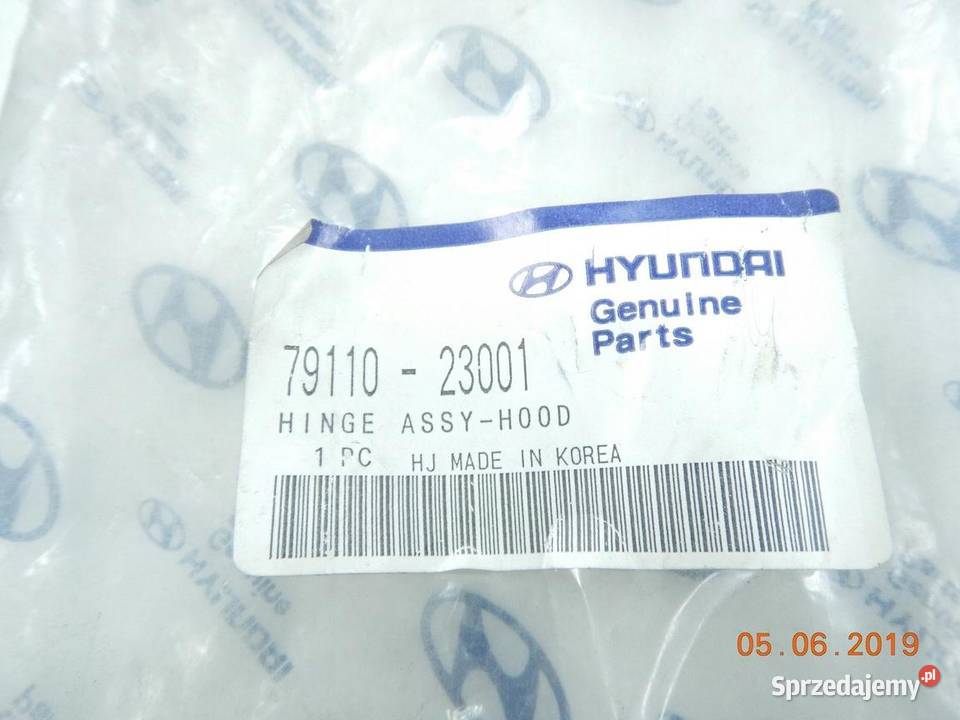 HYUNDAI
Genuine
Parts
79110 - 23001
HINGE ASSY-HOOD
1 PC HJ MADE IN KOREA
HYUNDAI
05.06.2019
Sprzedajemy.pl